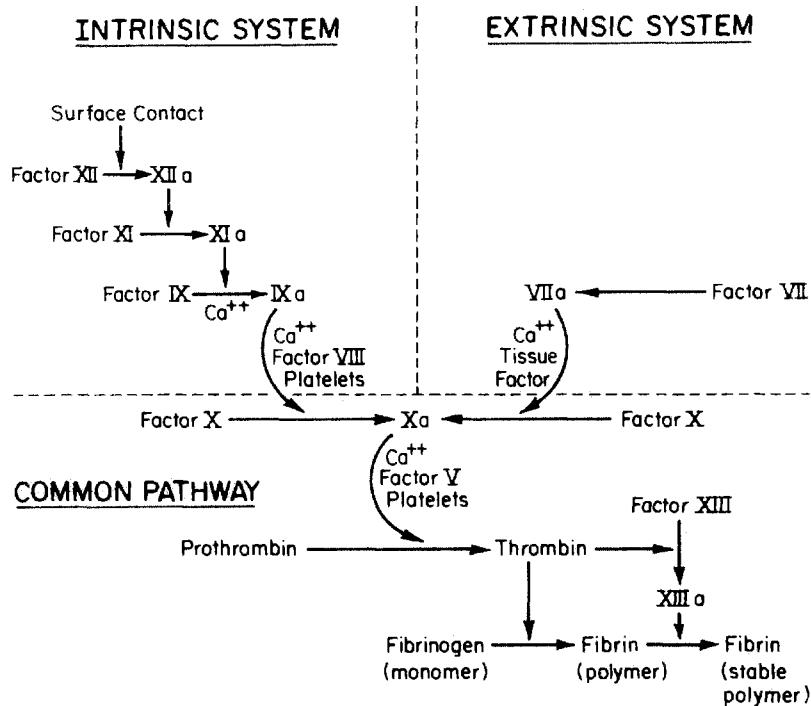 INTRINSIC SYSTEM
EXTRINSIC SYSTEM
Surface Contact
Factor XII
XII a
Factor XI
XI a
Factor IX
IX a
Ca++
Ca++
Factor VIII
Platelets
VII a
Factor VII
Ca++
Tissue
Factor
Factor X
Xa
Factor X
Ca++
Factor V
Platelets
COMMON PATHWAY
Factor XIII
Prothrombin
Thrombin
XIII a
Fibrinogen
(monomer)
Fibrin
(polymer)
Fibrin
(stable
polymer)